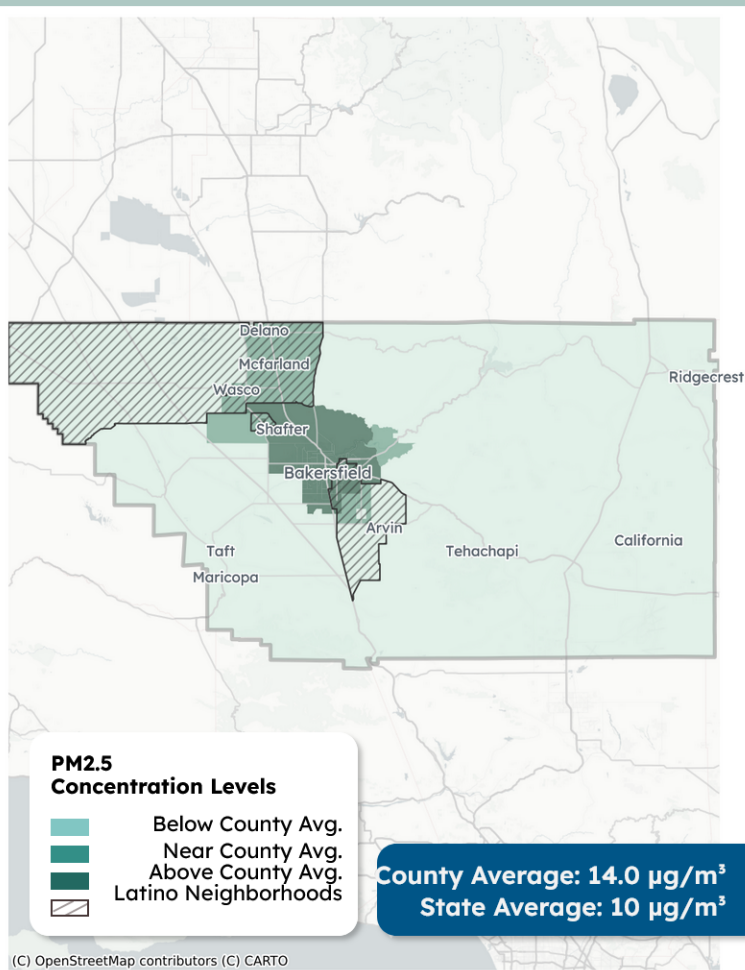 Delano
Mcfarland
Wasco
Ridgecrest
Shafter
Bakersfield
Arvin
Taft
Tehachapi
California
Maricopa
PM2.5
Concentration Levels
Below County Avg.
Near County Avg.
Above County Avg.
Latino Neighborhoods
County Average: 14.0 µg/m³
State Average: 10 µg/m³
(C) OpenStreetMap contributors (C) CARTO